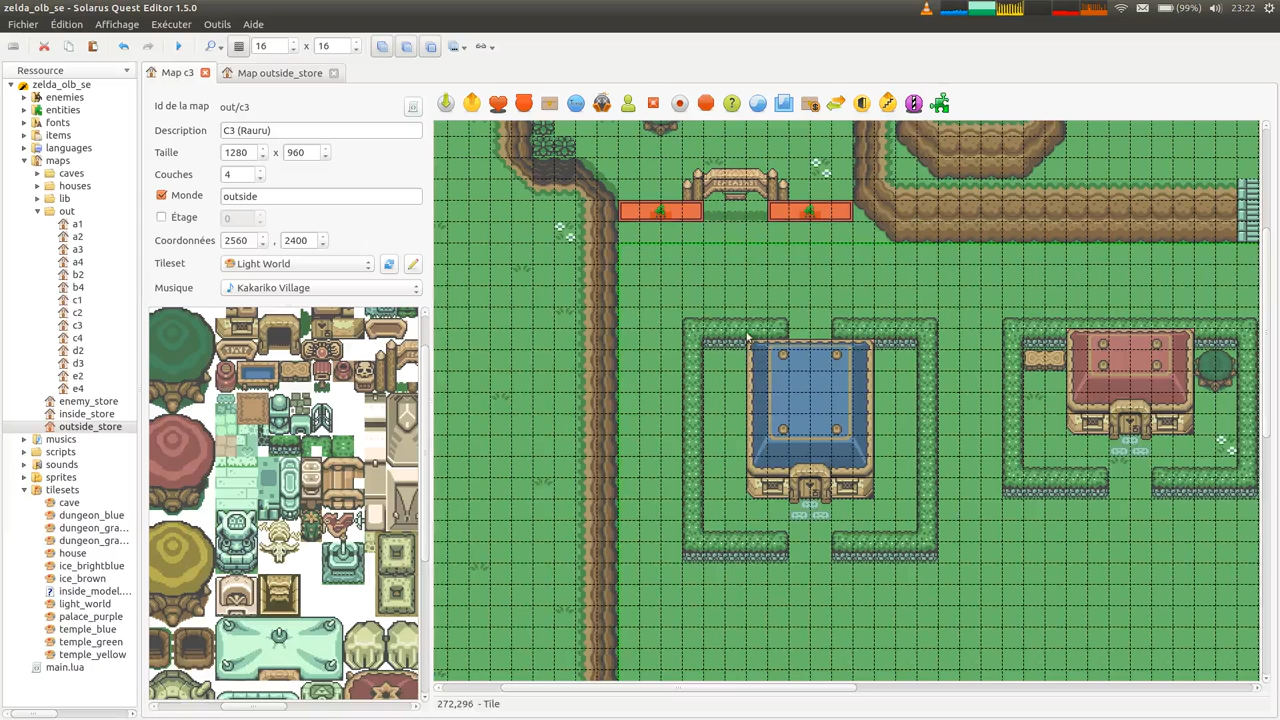 zelda_olb_se - Solarus Quest Editor 1.5.0
(99%) 23:22
Fichier Édition Affichage Exécuter Outils Aide
16 x 16
Ressource
zelda_olb_se
enemies
entities
fonts
items
languages
maps
caves
houses
lib
out
a1
a2
a3
a4
b2
b4
c1
c2
c3
c4
d2
d3
e2
e4
enemy_store
inside_store
outside_store
musics
scripts
sounds
sprites
tilesets
cave
dungeon_blue
dungeon_gra...
dungeon_gra...
house
ice_brightblue
ice_brown
inside_model....
light_world
palace_purple
temple_blue
temple_green
temple_yellow
main.lua
Map c3 Map outside_store
Id de la map out/c3
Description C3 (Rauru)
Taille 1280 x 960
Couches 4
Monde outside
Étage 0
Coordonnées 2560 , 2400
Tileset Light World
Musique Kakariko Village
272,296 - Tile